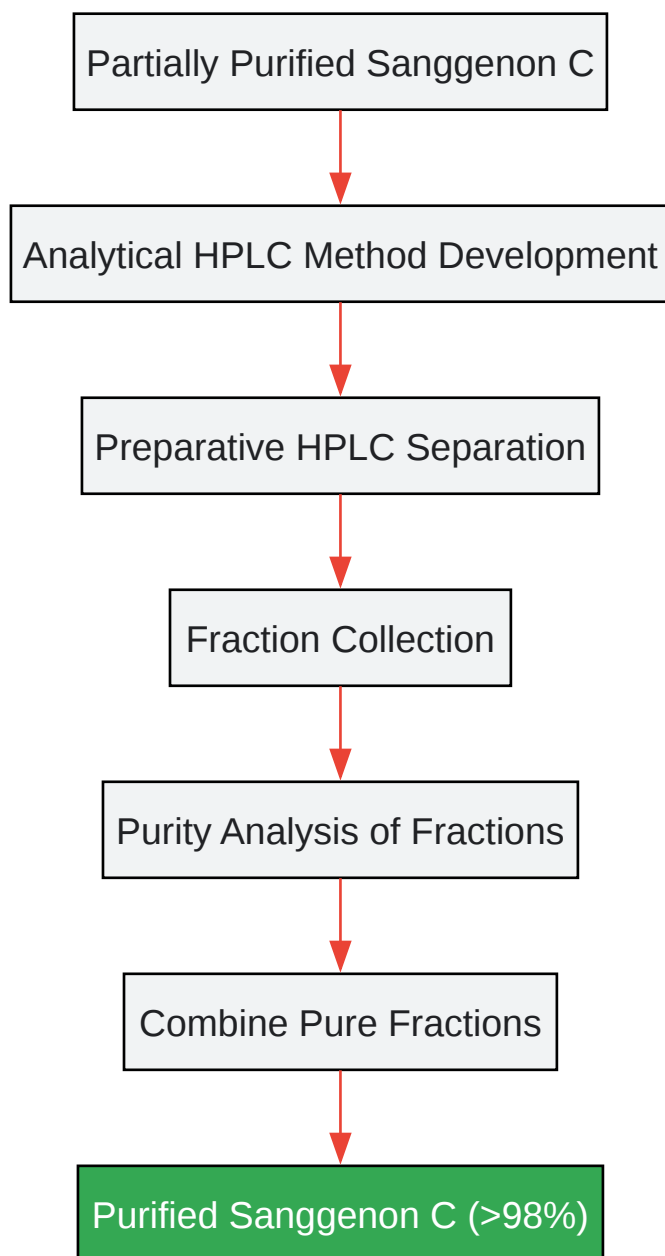 Partially Purified Sanggenon C
Analytical HPLC Method Development
Preparative HPLC Separation
Fraction Collection
Purity Analysis of Fractions
Combine Pure Fractions
Purified Sanggenon C (>98%)